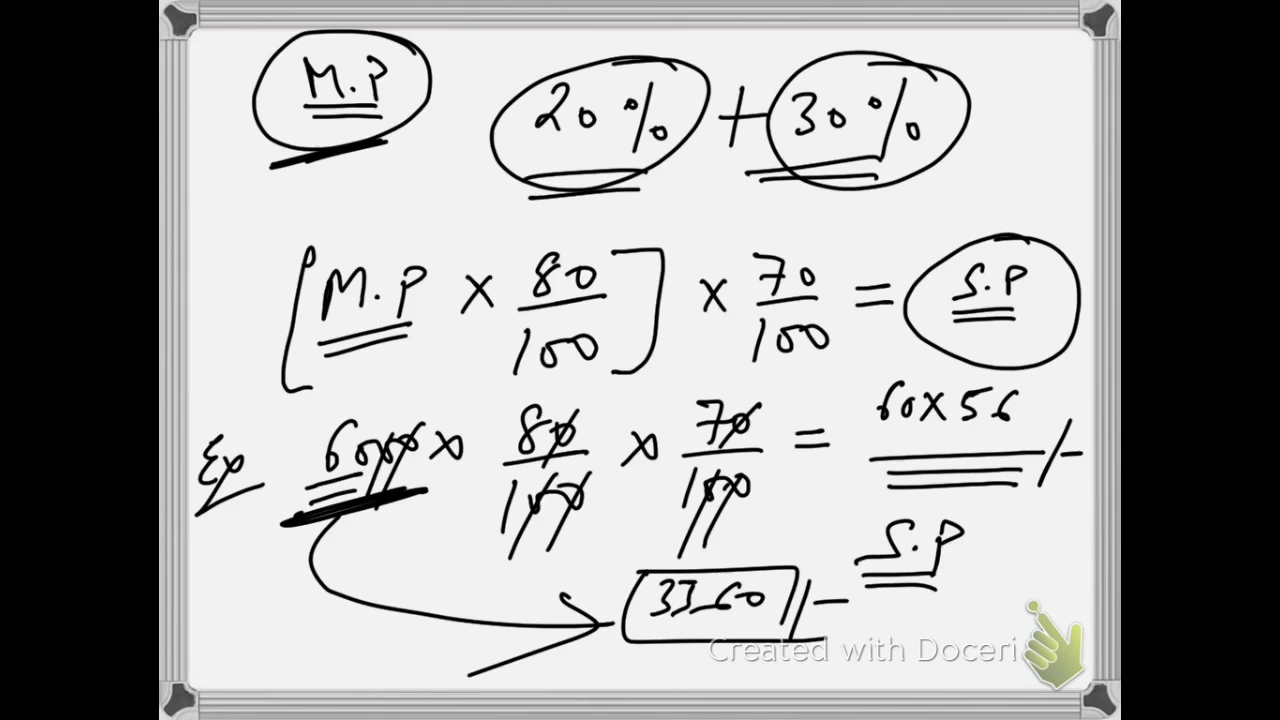 M.P 20% + 30%
[M.P × 80/100] × 70/100 = S.P
Ex 6000 × 80/100 × 70/100 = 60×56/-
S.P
3360/-
Created with Doceri